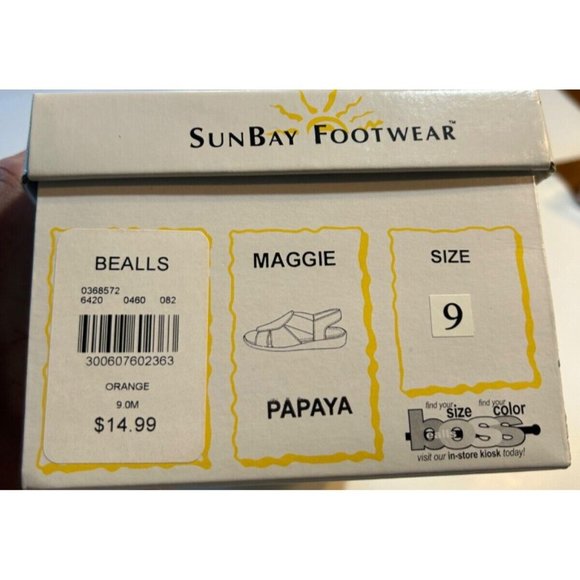 SUNBAY FOOTWEAR™
BEALLS
0368572
6420 0460 082
300607602363
ORANGE
9.0M
$14.99
MAGGIE
PAPAYA
SIZE
9
find your size find your color
boss
visit our in-store kiosk today!